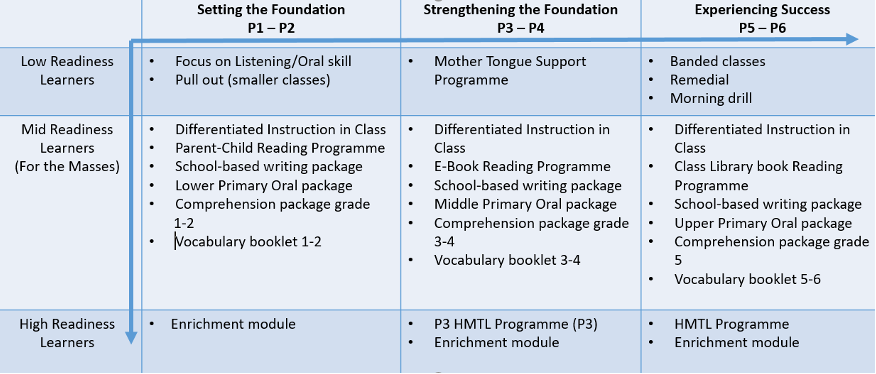 Setting the Foundation
P1 – P2
Strengthening the Foundation
P3 – P4
Experiencing Success
P5 – P6
Low Readiness
Learners
• Focus on Listening/Oral skill
• Pull out (smaller classes)
• Mother Tongue Support
Programme
• Banded classes
• Remedial
• Morning drill
Mid Readiness
Learners
(For the Masses)
• Differentiated Instruction in Class
• Parent-Child Reading Programme
• School-based writing package
• Lower Primary Oral package
• Comprehension package grade
1-2
• Vocabulary booklet 1-2
• Differentiated Instruction in
Class
• E-Book Reading Programme
• School-based writing package
• Middle Primary Oral package
• Comprehension package grade
3-4
• Vocabulary booklet 3-4
• Differentiated Instruction in
Class
• Class Library book Reading
Programme
• School-based writing package
• Upper Primary Oral package
• Comprehension package grade
5
• Vocabulary booklet 5-6
High Readiness
Learners
• Enrichment module
• P3 HMTL Programme (P3)
• Enrichment module
• HMTL Programme
• Enrichment module